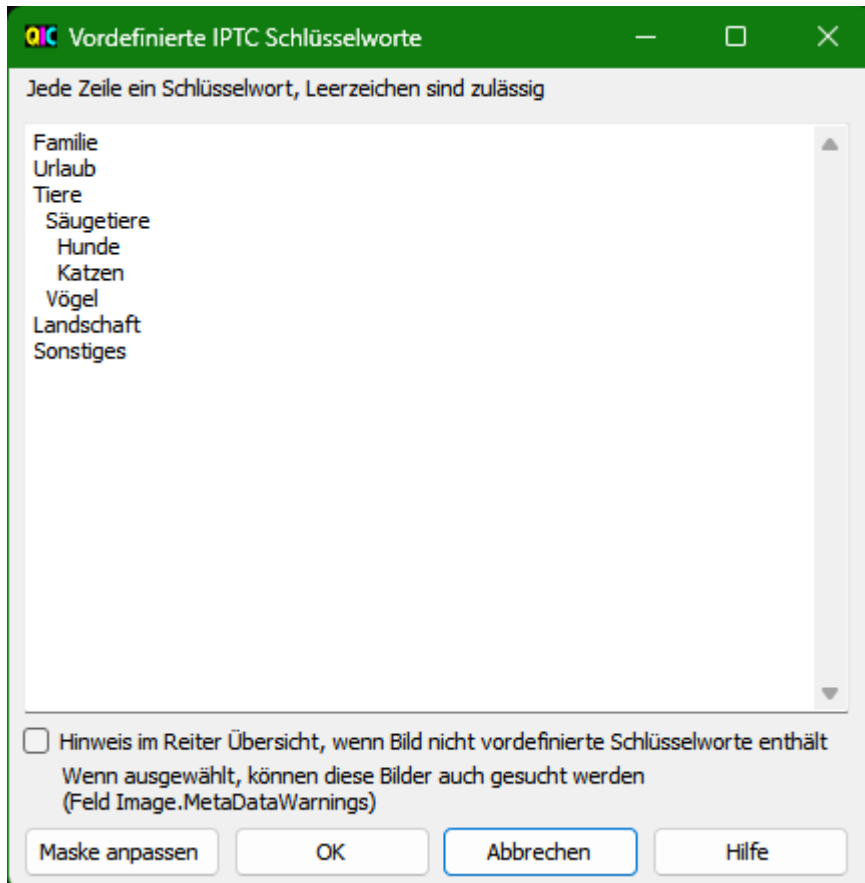 QIC Vordefinierte IPTC Schlüsselworte
Jede Zeile ein Schlüsselwort, Leerzeichen sind zulässig
Familie
Urlaub
Tiere
Säugetiere
Hunde
Katzen
Vögel
Landschaft
Sonstiges
Hinweis im Reiter Übersicht, wenn Bild nicht vordefinierte Schlüsselworte enthält
Wenn ausgewählt, können diese Bilder auch gesucht werden
(Feld Image.MetaDataWarnings)
Maske anpassen OK Abbrechen Hilfe